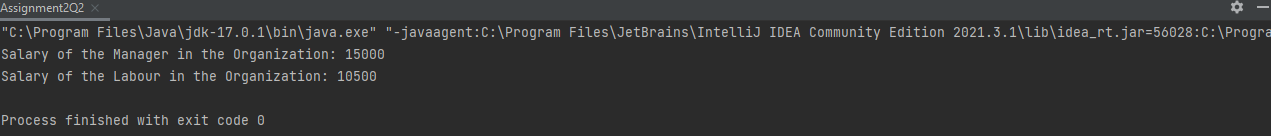 Assignment2Q2
"C:\Program Files\Java\jdk-17.0.1\bin\java.exe" "-javaagent:C:\Program Files\JetBrains\IntelliJ IDEA Community Edition 2021.3.1\lib\idea_rt.jar=56028:C:\Progra
Salary of the Manager in the Organization: 15000
Salary of the Labour in the Organization: 10500
Process finished with exit code 0